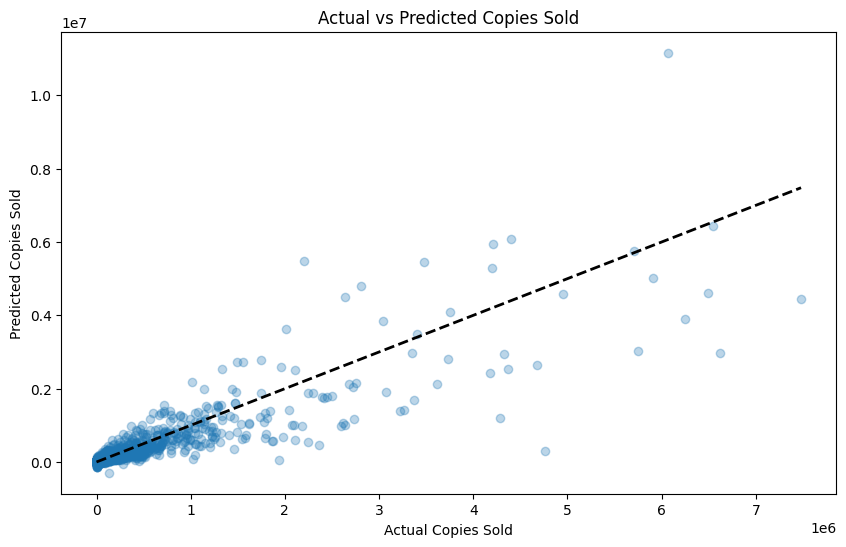 Actual vs Predicted Copies Sold
1e7
1.0
0.8
0.6
0.4
0.2
0.0
Predicted Copies Sold
0 1 2 3 4 5 6 7
1e6
Actual Copies Sold